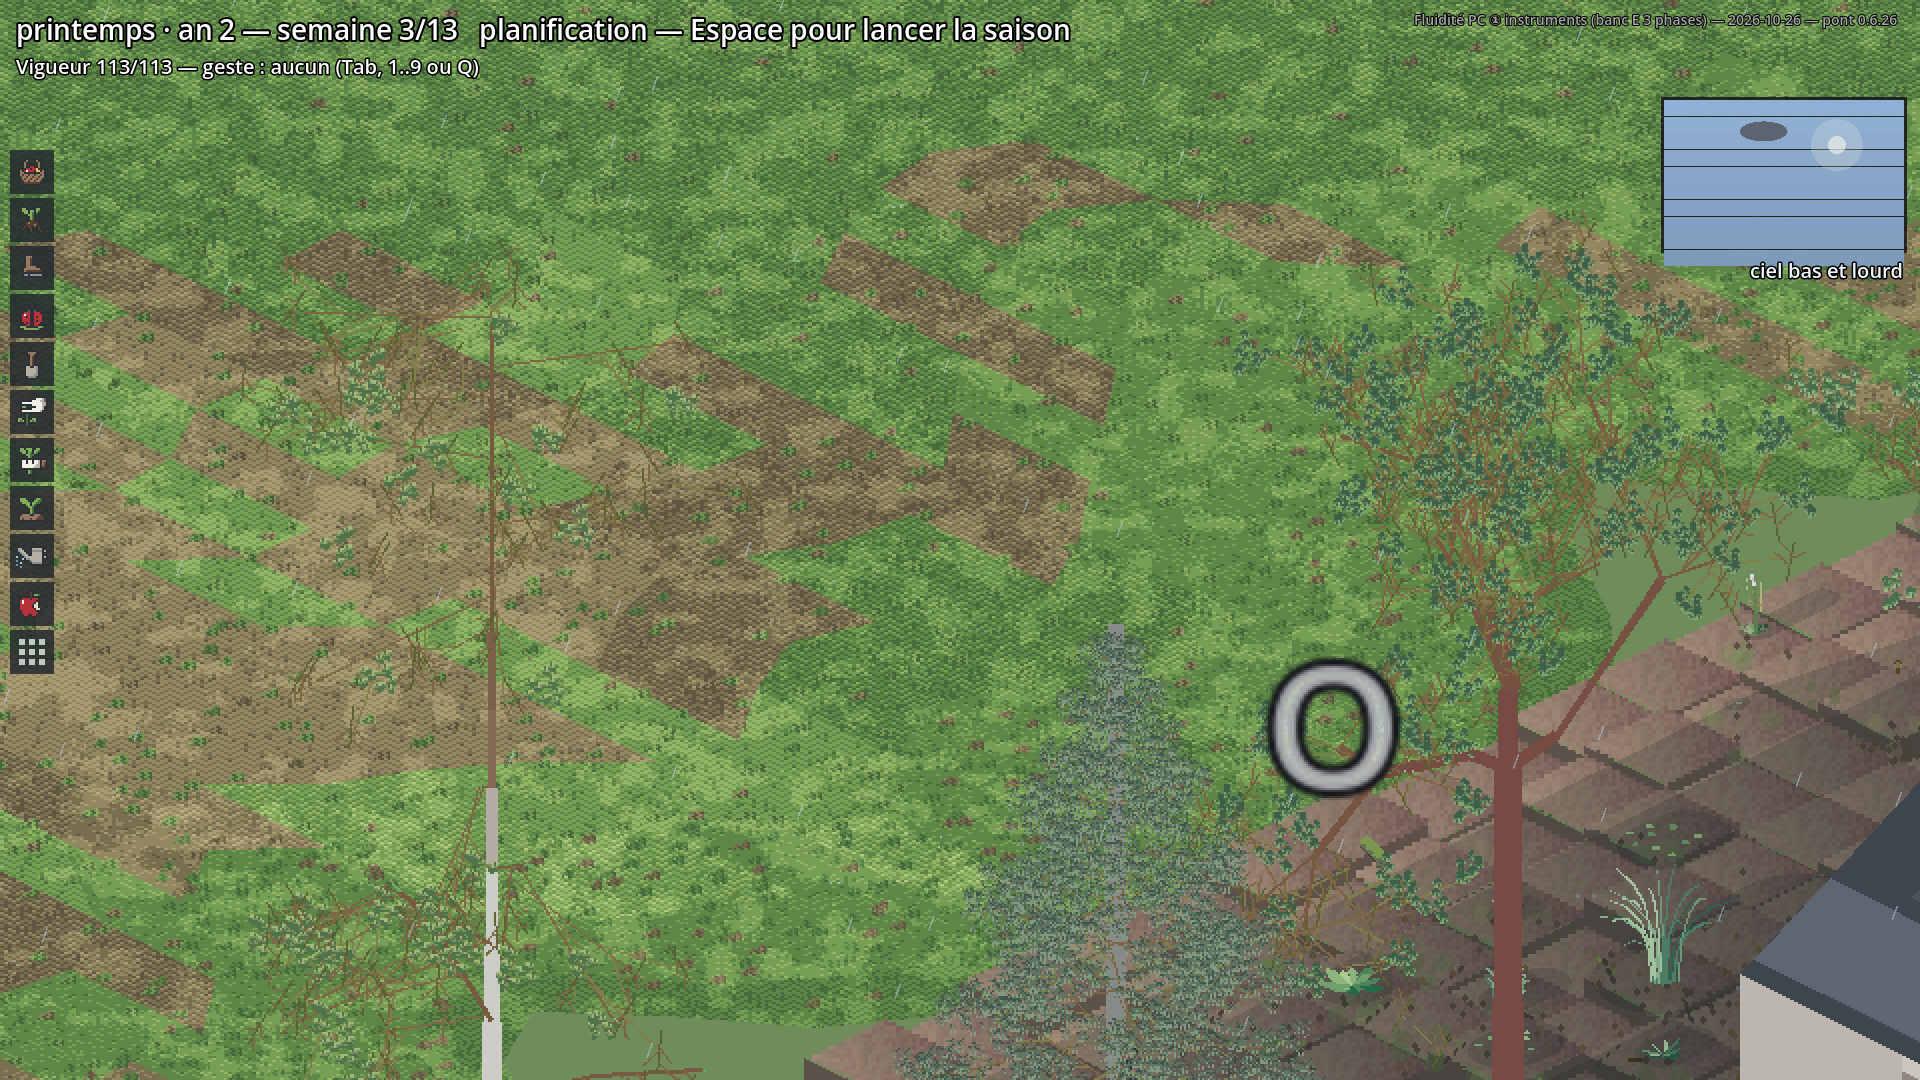 printemps · an 2 — semaine 3/13 planification — Espace pour lancer la saison
Fluidité PC ① instruments (banc E 3 phases) — 2026-10-26 — pont 0.6.26
Vigueur 113/113 — geste : aucun (Tab, 1..9 ou Q)
ciel bas et lourd
O